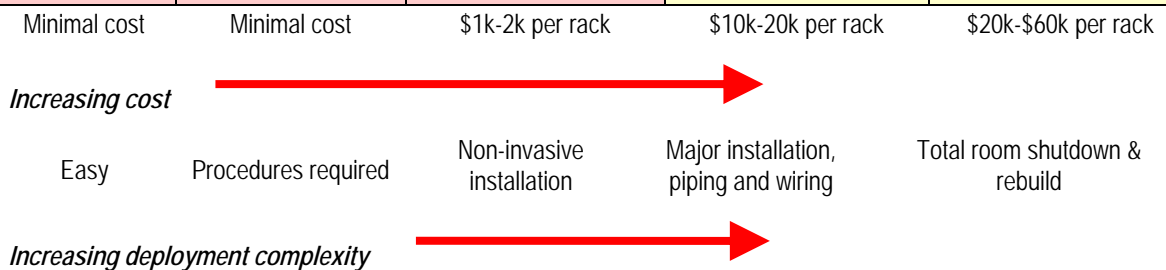 Minimal cost Minimal cost $1k-2k per rack $10k-20k per rack $20k-$60k per rack
Increasing cost
Easy Procedures required Non-invasive installation Major installation, piping and wiring Total room shutdown & rebuild
Increasing deployment complexity